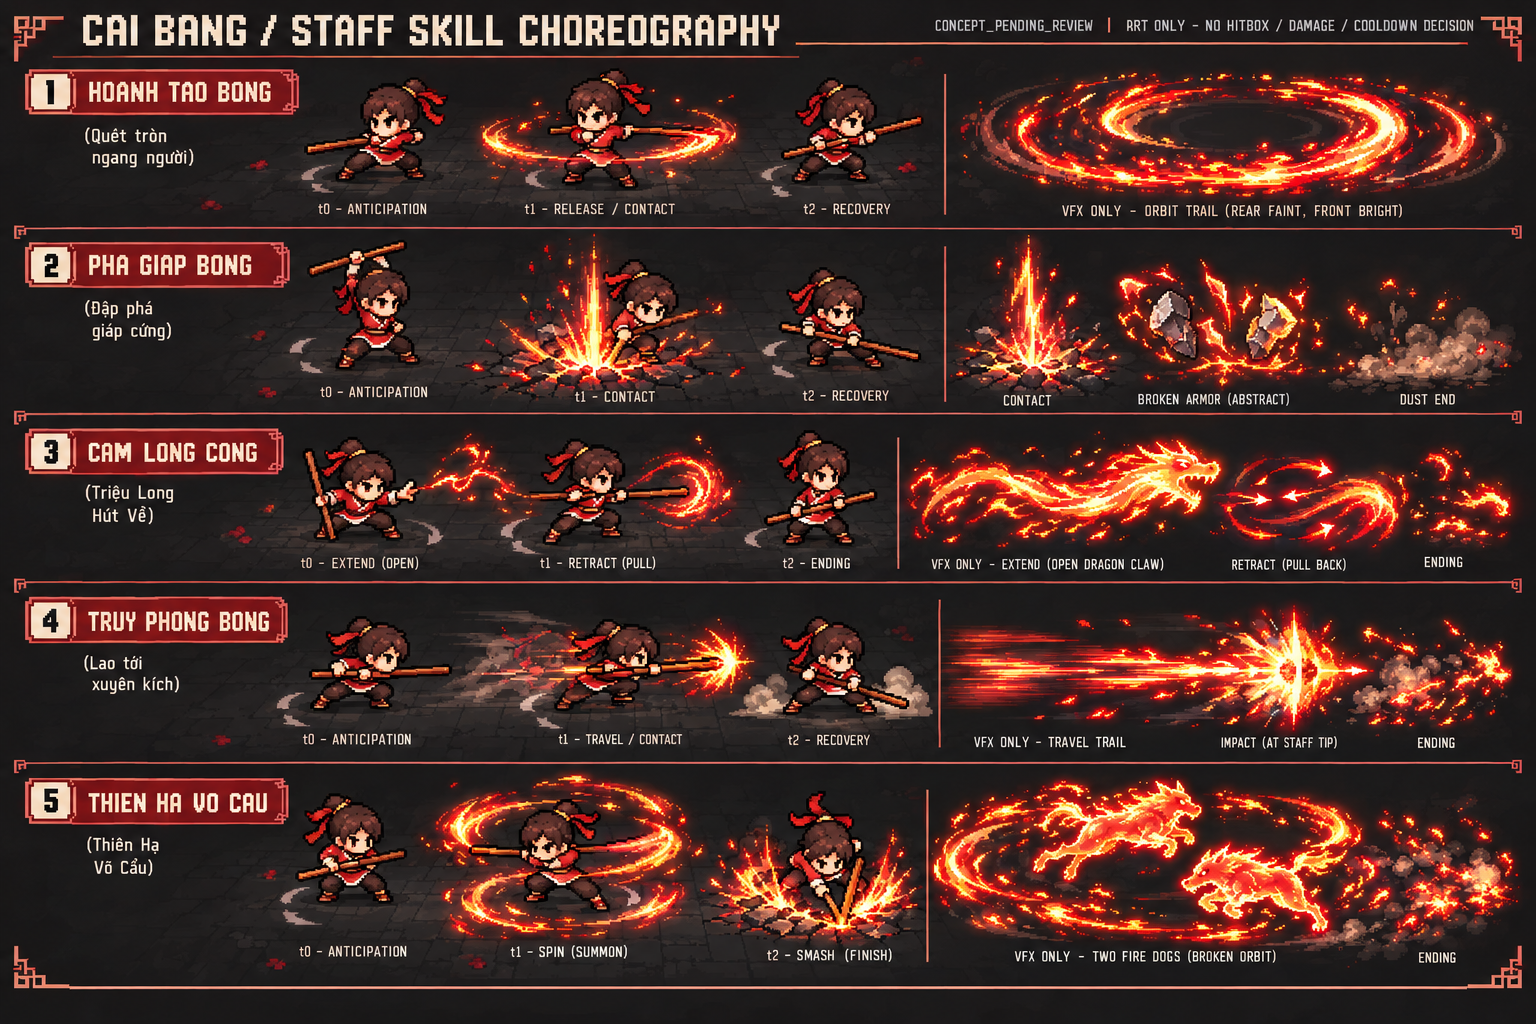 CAI BANG / STAFF SKILL CHOREOGRAPHY
CONCEPT_PENDING_REVIEW | RRT ONLY - NO HITBOX / DAMAGE / COOLDOWN DECISION
1 HOANH TAO BONG
(Quét tròn
ngang người)
t0 - ANTICIPATION
t1 - RELEASE / CONTACT
t2 - RECOVERY
VFX ONLY - ORBIT TRAIL (REAR FAINT, FRONT BRIGHT)
2 PHA GIAP BONG
(Đập phá
giáp cứng)
t0 - ANTICIPATION
t1 - CONTACT
t2 - RECOVERY
CONTACT
BROKEN ARMOR (ABSTRACT)
DUST END
3 CAM LONG CONG
(Triệu Long
Hút Về)
t0 - EXTEND (OPEN)
t1 - RETRACT (PULL)
t2 - ENDING
VFX ONLY - EXTEND (OPEN DRAGON CLAW)
RETRACT (PULL BACK)
ENDING
4 TRUY PHONG BONG
(Lao tới
xuyên kích)
t0 - ANTICIPATION
t1 - TRAVEL / CONTACT
t2 - RECOVERY
VFX ONLY - TRAVEL TRAIL
IMPACT (AT STAFF TIP)
ENDING
5 THIEN HA VO CAU
(Thiên Hạ
Võ Cẩu)
t0 - ANTICIPATION
t1 - SPIN (SUMMON)
t2 - SMASH (FINISH)
VFX ONLY - TWO FIRE DOGS (BROKEN ORBIT)
ENDING